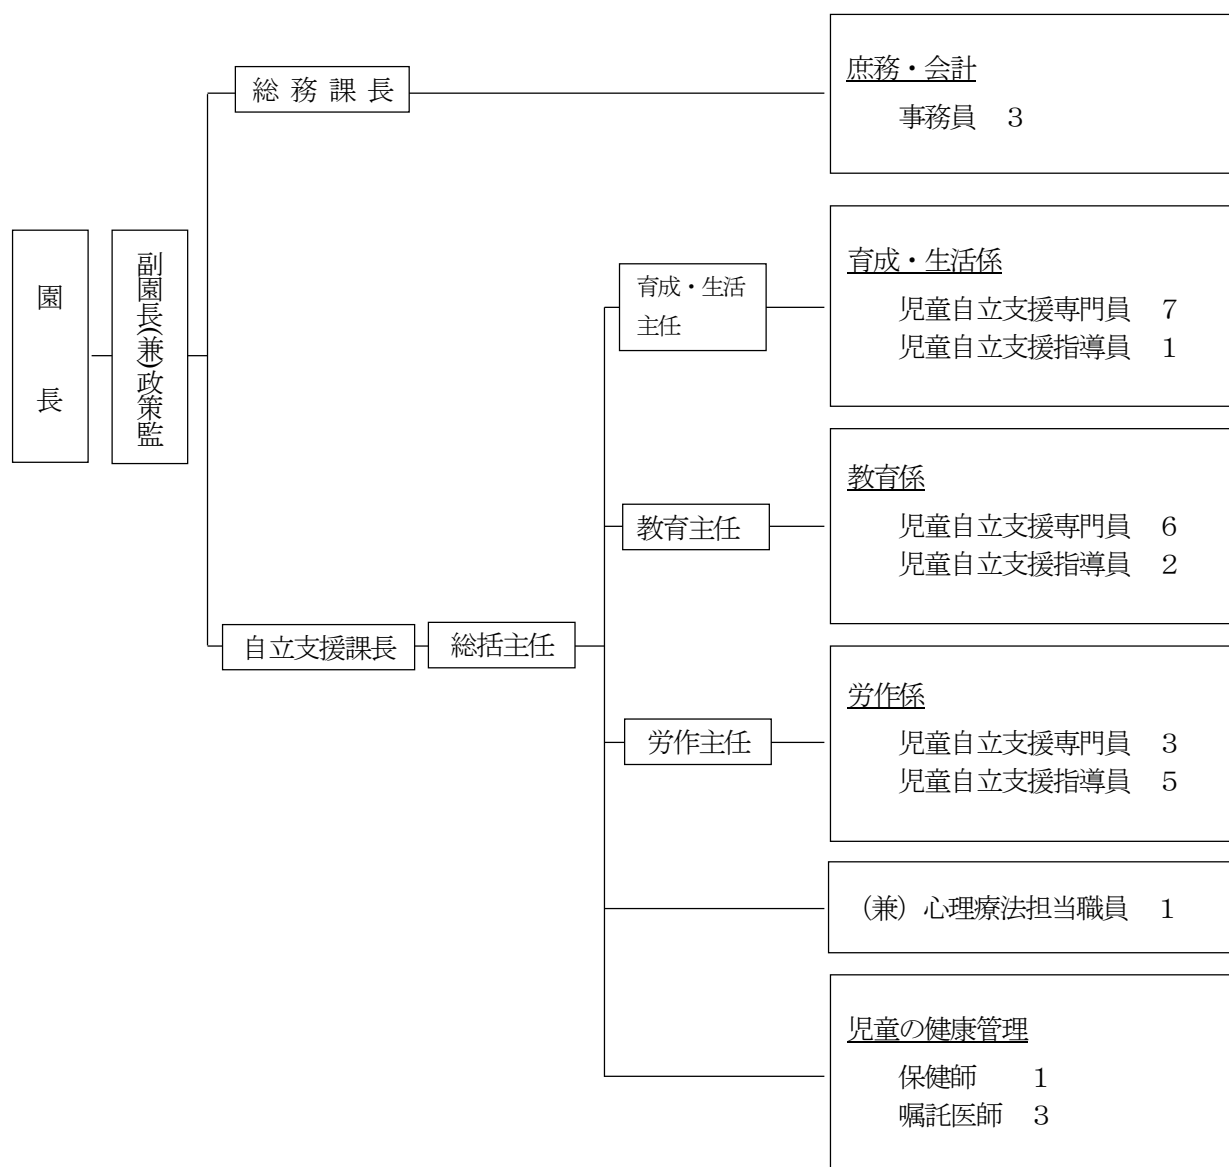 園長
副園長(兼)政策監
総務課長
庶務・会計
事務員　３
自立支援課長
総括主任
育成・生活
主任
育成・生活係
児童自立支援専門員　７
児童自立支援指導員　１
教育主任
教育係
児童自立支援専門員　６
児童自立支援指導員　２
労作主任
労作係
児童自立支援専門員　３
児童自立支援指導員　５
（兼）心理療法担当職員　１
児童の健康管理
保健師　　１
嘱託医師　３